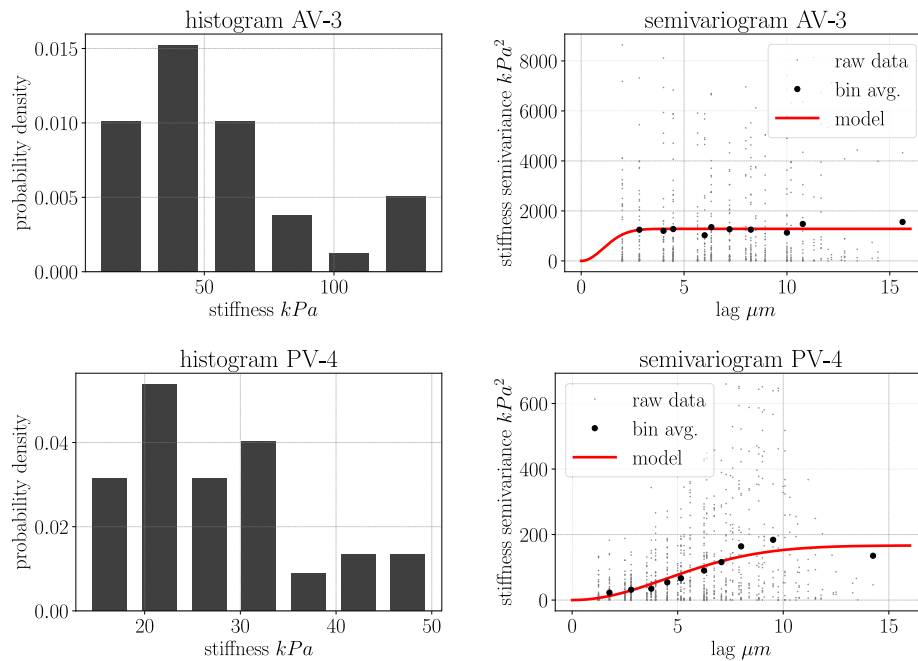 histogram AV-3
probability density
0.015
0.010
0.005
0.000
50
100
stiffness kPa
semivariogram AV-3
stiffness semivariance kPa²
8000
6000
4000
2000
0
raw data
bin avg.
model
0
5
10
15
lag μm
histogram PV-4
probability density
0.04
0.02
0.00
20
30
40
50
stiffness kPa
semivariogram PV-4
stiffness semivariance kPa²
600
400
200
0
raw data
bin avg.
model
0
5
10
15
lag μm